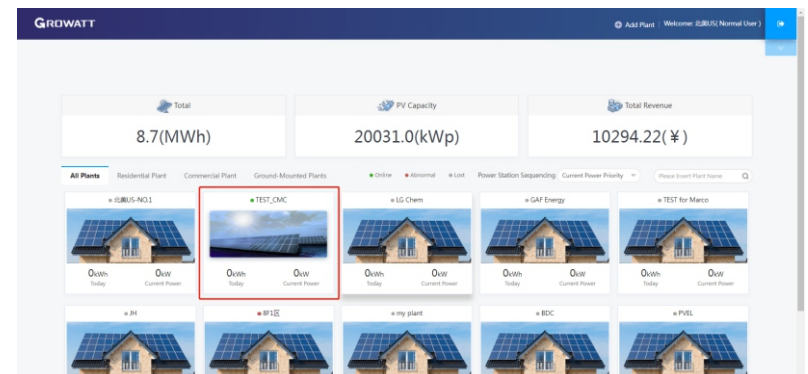 GROWATT
Add Plant | Welcome: 北美US( Normal User )
Total
PV Capacity
Total Revenue
8.7(MWh)
20031.0(kWp)
10294.22(¥)
All Plants Residential Plant Commercial Plant Ground-Mounted Plants Online Abnormal Lost Power Station Sequencing: Current Power Priority Please Insert Plant Name
北美US-NO.1
TEST_CMC
LG Chem
GAF Energy
TEST for Marco
0kWh 0kW 0kWh 0kW 0kWh 0kW 0kWh 0kW 0kWh 0kW
Today Current Power Today Current Power Today Current Power Today Current Power Today Current Power
JH
8F1区
my plant
BDC
PVEL